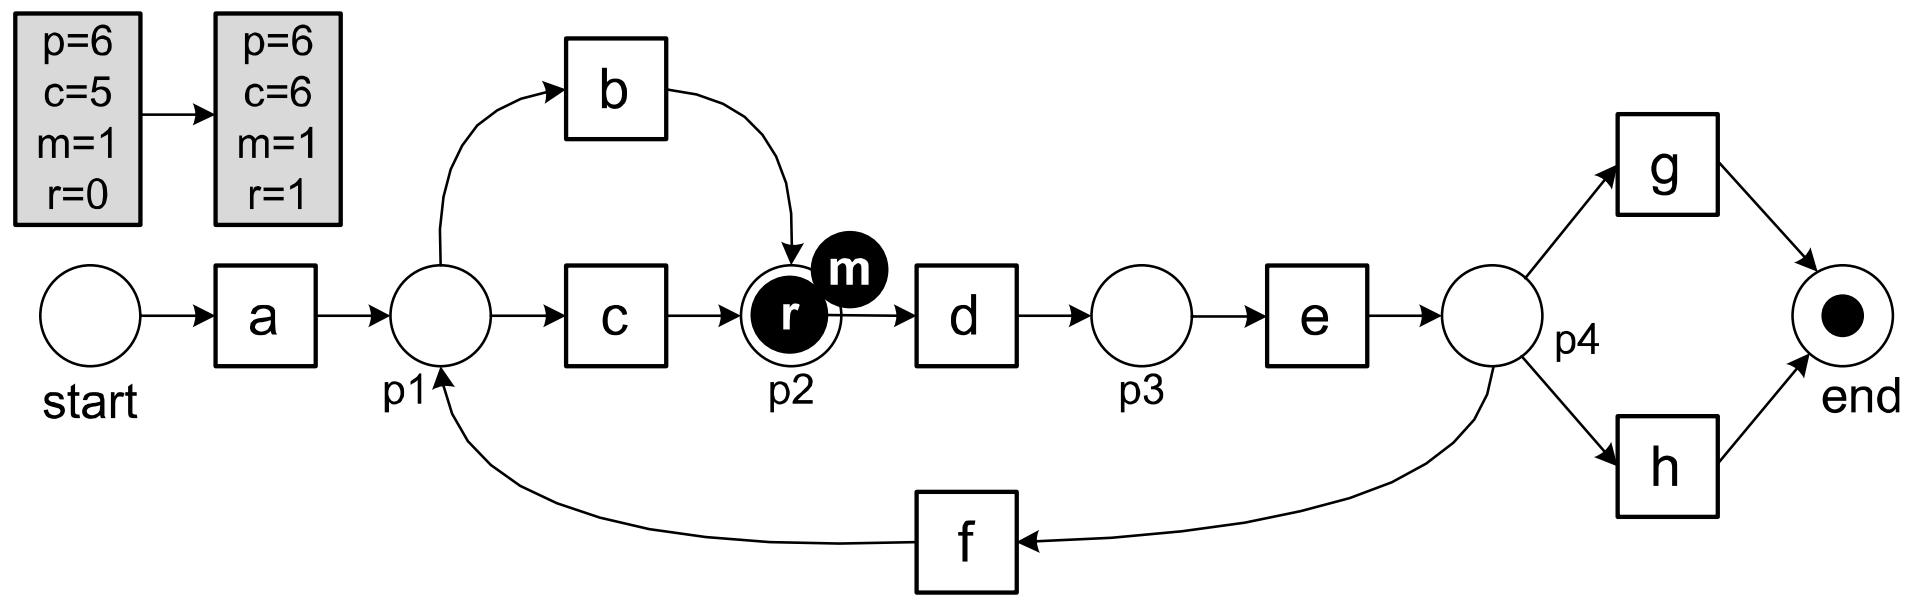 p=6
c=5
m=1
r=0
p=6
c=6
m=1
r=1
b
g
m
a
c
r
d
e
start
p1
p2
p3
p4
end
h
f